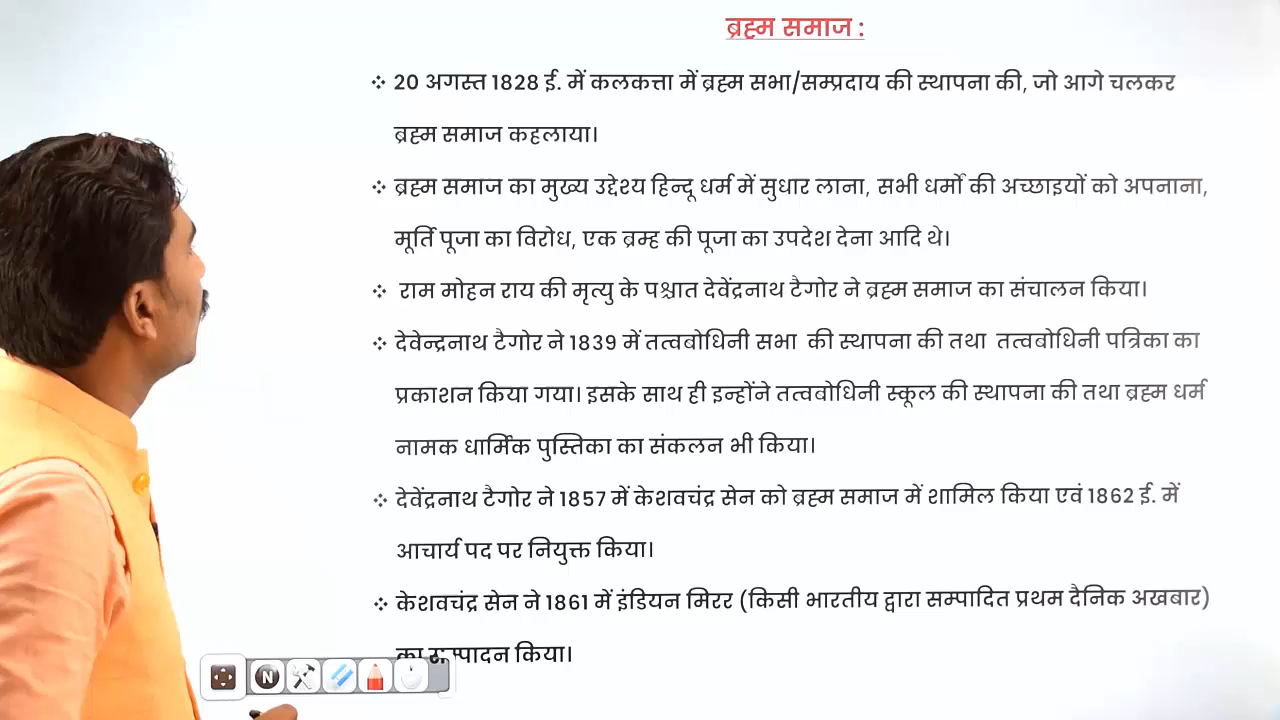 ब्रह्म समाज :
❖ 20 अगस्त 1828 ई. में कलकत्ता में ब्रह्म सभा/सम्प्रदाय की स्थापना की, जो आगे चलकर
ब्रह्म समाज कहलाया।
❖ ब्रह्म समाज का मुख्य उद्देश्य हिन्दू धर्म में सुधार लाना, सभी धर्मो की अच्छाइयों को अपनाना,
मूर्ति पूजा का विरोध, एक ब्रम्ह की पूजा का उपदेश देना आदि थे।
❖ राम मोहन राय की मृत्यु के पश्चात देवेंद्रनाथ टैगोर ने ब्रह्म समाज का संचालन किया।
❖ देवेन्द्रनाथ टैगोर ने 1839 में तत्वबोधिनी सभा की स्थापना की तथा तत्वबोधिनी पत्रिका का
प्रकाशन किया गया। इसके साथ ही इन्होंने तत्वबोधिनी स्कूल की स्थापना की तथा ब्रह्म धर्म
नामक धार्मिक पुस्तिका का संकलन भी किया।
❖ देवेंद्रनाथ टैगोर ने 1857 में केशवचंद्र सेन को ब्रह्म समाज में शामिल किया एवं 1862 ई. में
आचार्य पद पर नियुक्त किया।
❖ केशवचंद्र सेन ने 1861 में इंडियन मिरर (किसी भारतीय द्वारा सम्पादित प्रथम दैनिक अखबार)
का सम्पादन किया।
N